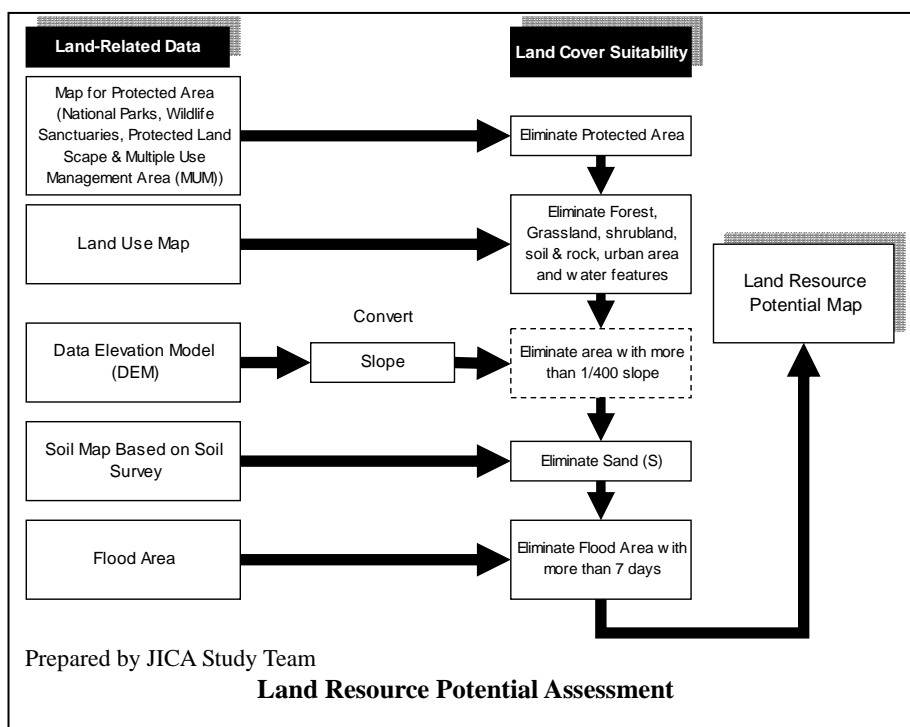 Land-Related Data
Land Cover Suitability
Map for Protected Area
(National Parks, Wildlife
Sanctuaries, Protected Land
Scape & Multiple Use
Management Area (MUM))
Eliminate Protected Area
Land Use Map
Eliminate Forest,
Grassland, shrubland,
soil & rock, urban area
and water features
Land Resource
Potential Map
Convert
Data Elevation Model
(DEM)
Slope
Eliminate area with more
than 1/400 slope
Soil Map Based on Soil
Survey
Eliminate Sand (S)
Flood Area
Eliminate Flood Area with
more than 7 days
Prepared by JICA Study Team
Land Resource Potential Assessment